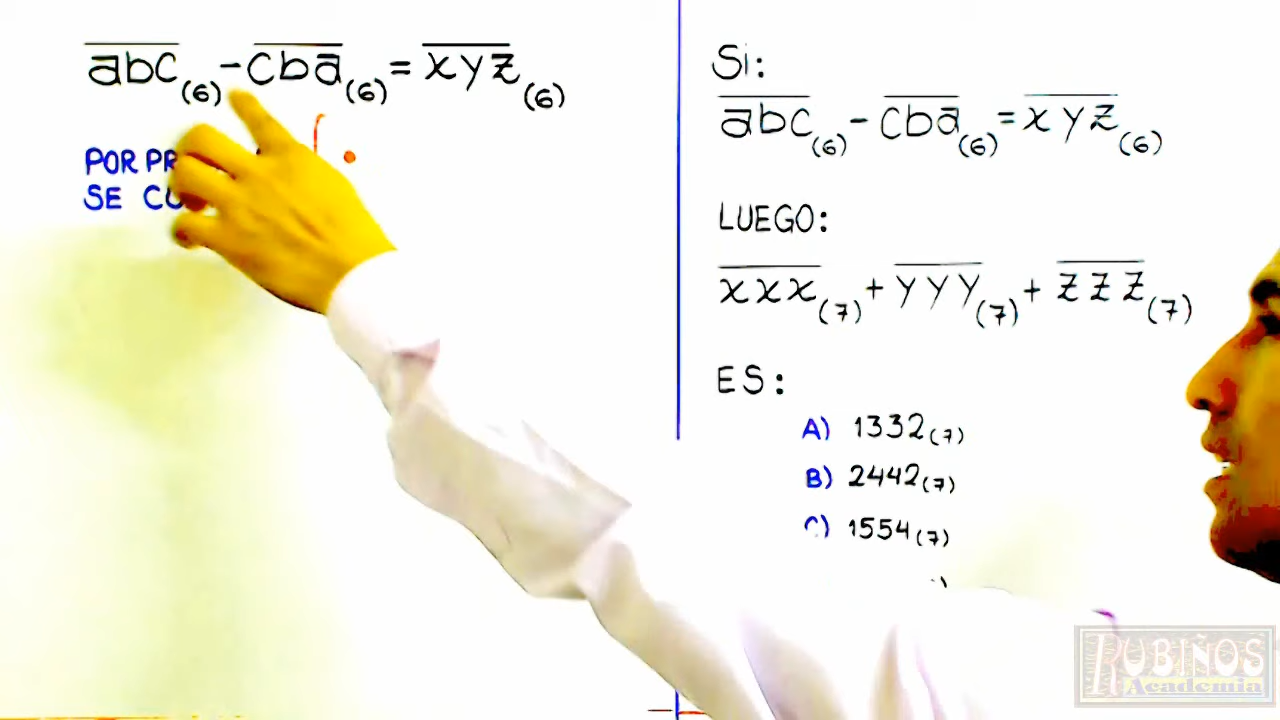 abc(6) - cba(6) = xyz(6)
POR PR
SE CU
Si:
abc(6) - cba(6) = xyz(6)
LUEGO:
xxx(7) + yyy(7) + zzz(7)
ES:
A) 1332(7)
B) 2442(7)
C) 1554(7)
RUBIÑOS
Academia